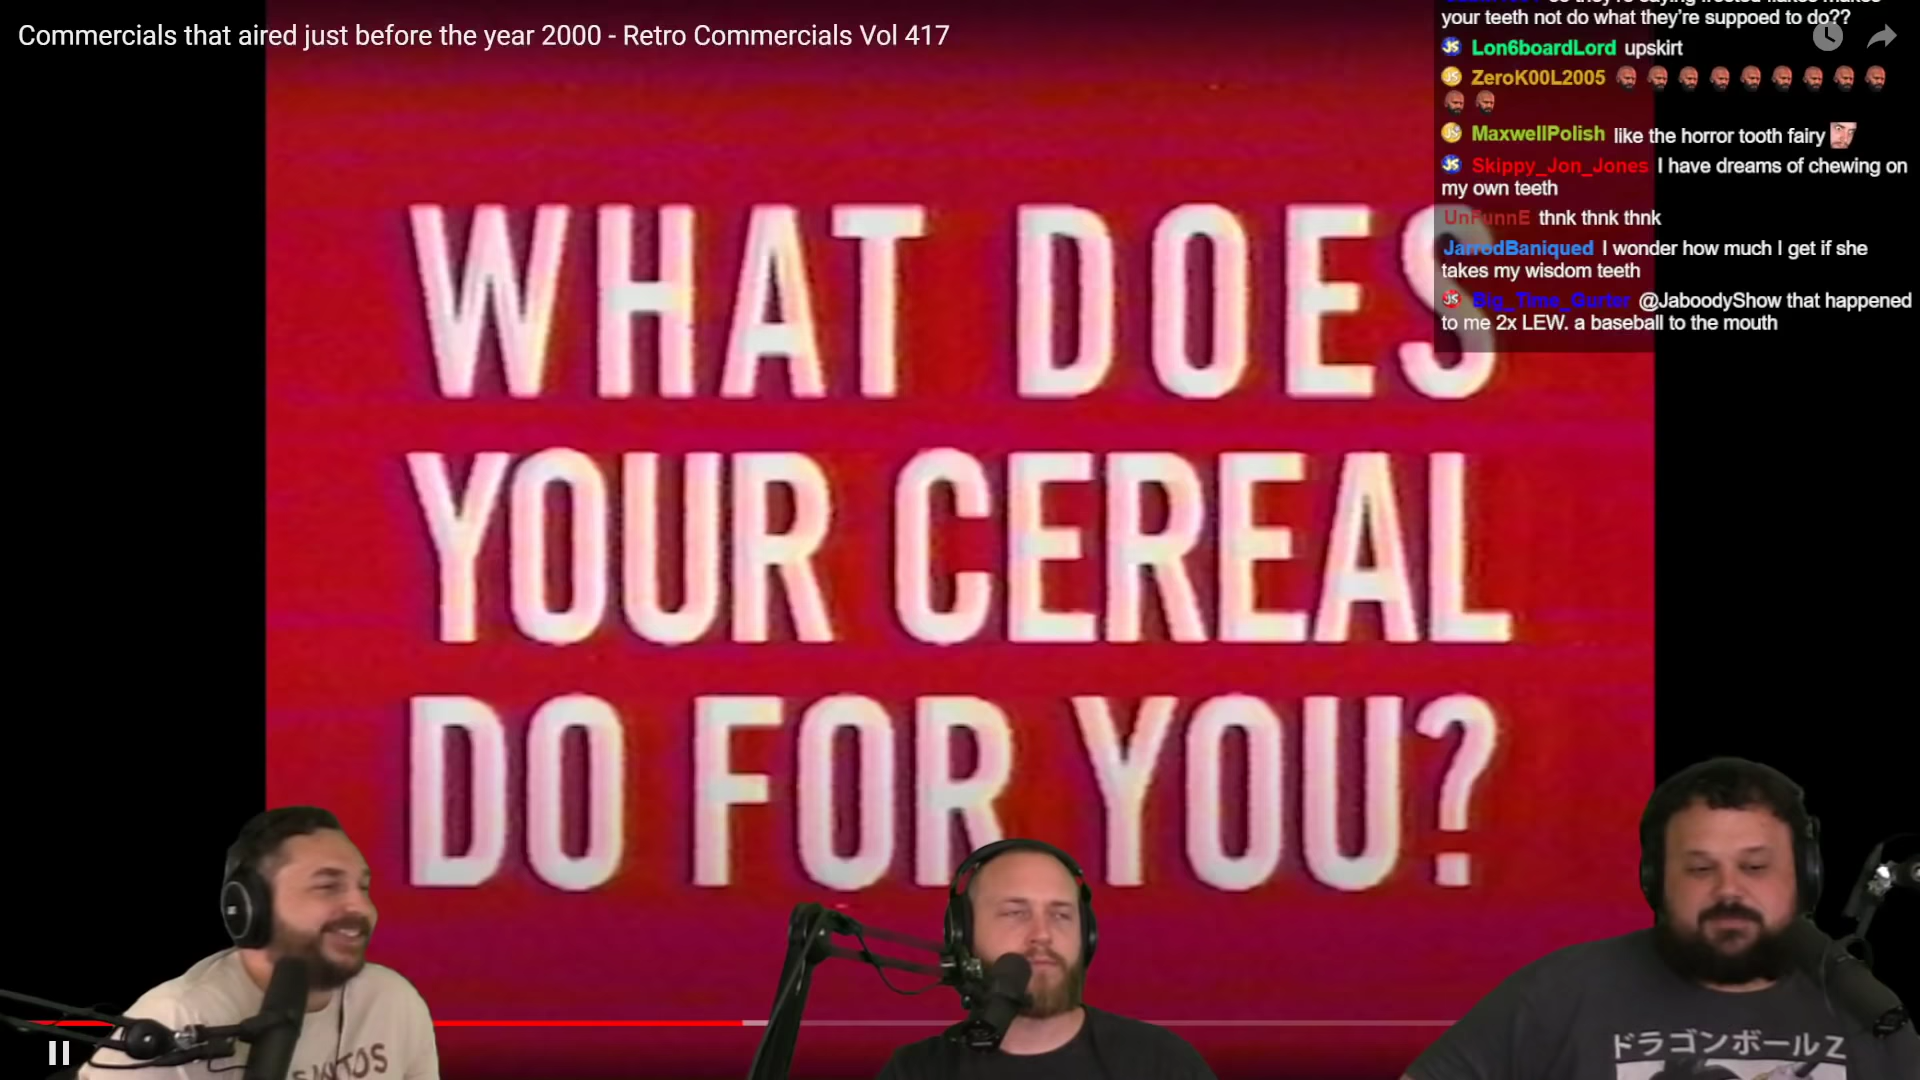 Commercials that aired just before the year 2000 - Retro Commercials Vol 417
your teeth not do what they're suppoed to do??
Lon6boardLord upskirt
ZeroK00L2005
MaxwellPolish like the horror tooth fairy
Skippy_Jon_Jones I have dreams of chewing on
my own teeth
UnFunnE thnk thnk thnk
JarrodBaniqued I wonder how much I get if she
takes my wisdom teeth
Big_Time_Gurter @JaboodyShow that happened
to me 2x LEW. a baseball to the mouth
WHAT DOES
YOUR CEREAL
DO FOR YOU?
ドラゴンボールZ